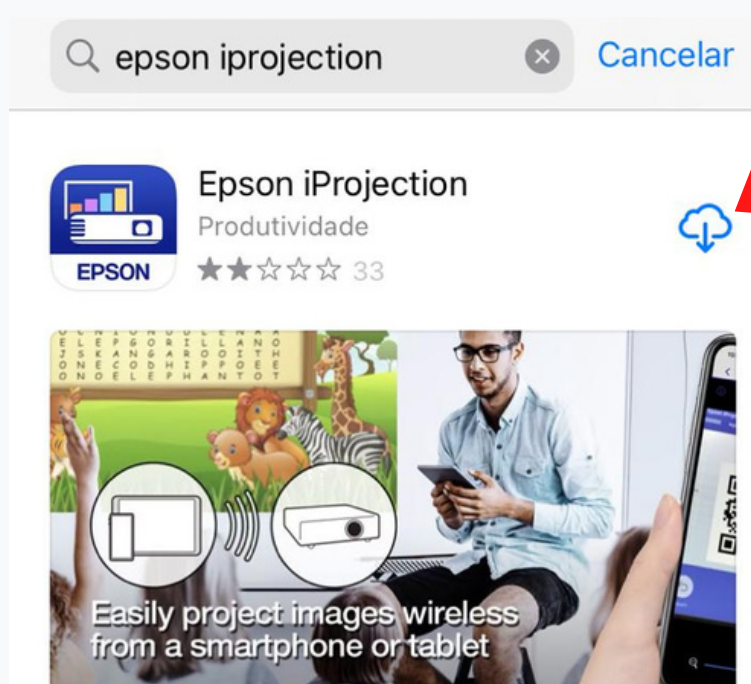 epson iprojection
Cancelar
Epson iProjection
Produtividade
EPSON
33
E L E P G O R I L L A N O
J S K A N G A R O O I T H
O N E C O D H I P P O E E
O N O E L E P H A N T O T
Easily project images wireless
from a smartphone or tablet